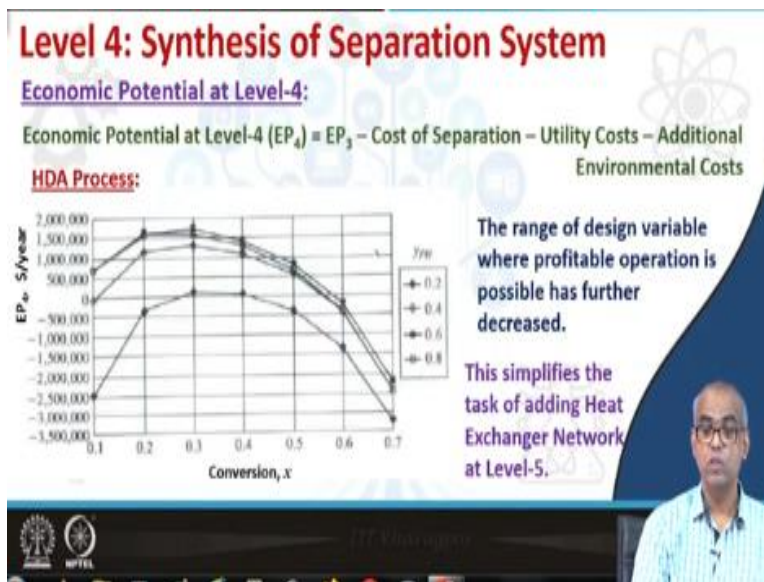 Level 4: Synthesis of Separation System
Economic Potential at Level-4:
Economic Potential at Level-4 (EP₄) = EP₃ – Cost of Separation – Utility Costs – Additional
Environmental Costs
HDA Process:
EP₄, $/year
2,000,000
1,500,000
1,000,000
500,000
0
−500,000
−1,000,000
−1,500,000
−2,000,000
−2,500,000
−3,000,000
−3,500,000
0.1 0.2 0.3 0.4 0.5 0.6 0.7
Conversion, x
0.2
0.4
0.6
0.8
The range of design variable
where profitable operation is
possible has further
decreased.
This simplifies the
task of adding Heat
Exchanger Network
at Level-5.
NPTEL
IIT Kharagpur